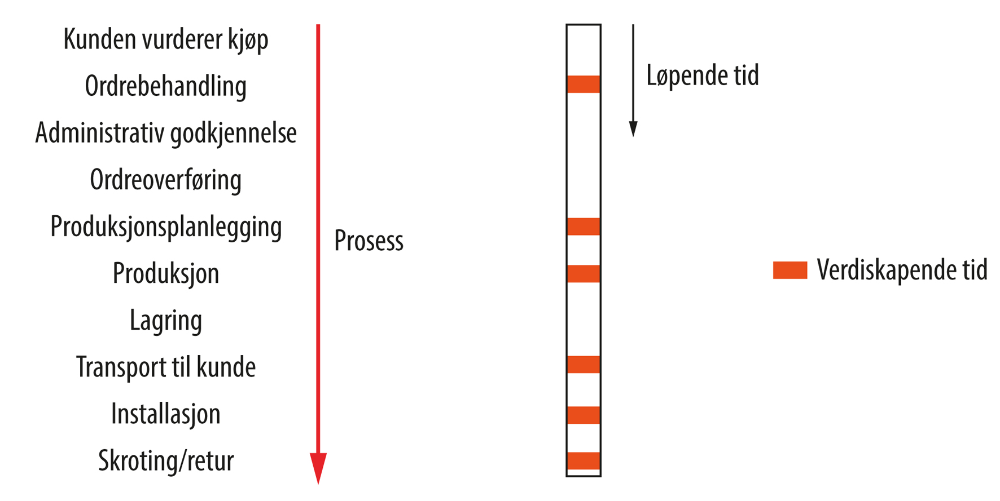 Kunden vurderer kjøp
Ordrebehandling
Administrativ godkjennelse
Ordreoverføring
Produksjonsplanlegging
Produksjon
Lagring
Transport til kunde
Installasjon
Skroting/retur
Prosess
Løpende tid
Verdiskapende tid